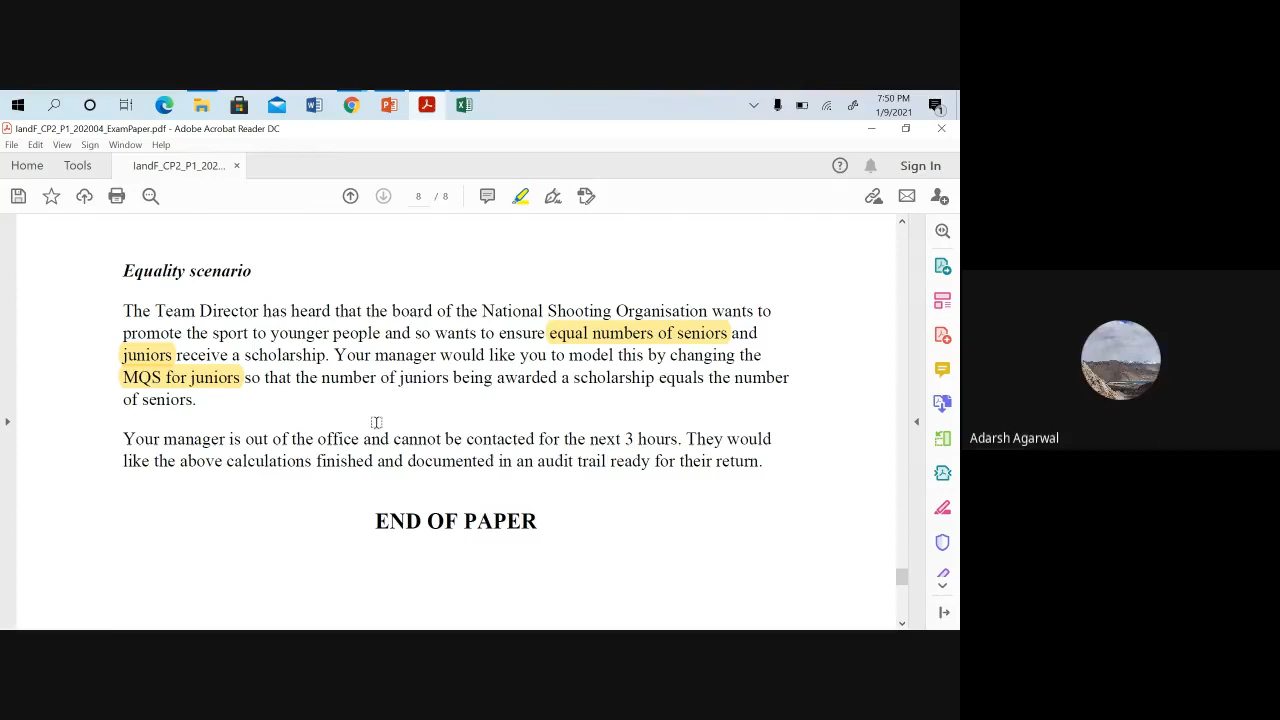 7:50 PM
1/9/2021
1
IandF_CP2_P1_202004_ExamPaper.pdf - Adobe Acrobat Reader DC
File Edit View Sign Window Help
Home Tools IandF_CP2_P1_202... × Sign In
8 / 8
Equality scenario
The Team Director has heard that the board of the National Shooting Organisation wants to
promote the sport to younger people and so wants to ensure equal numbers of seniors and
juniors receive a scholarship. Your manager would like you to model this by changing the
MQS for juniors so that the number of juniors being awarded a scholarship equals the number
of seniors.
Your manager is out of the office and cannot be contacted for the next 3 hours. They would
like the above calculations finished and documented in an audit trail ready for their return.
END OF PAPER
Adarsh Agarwal